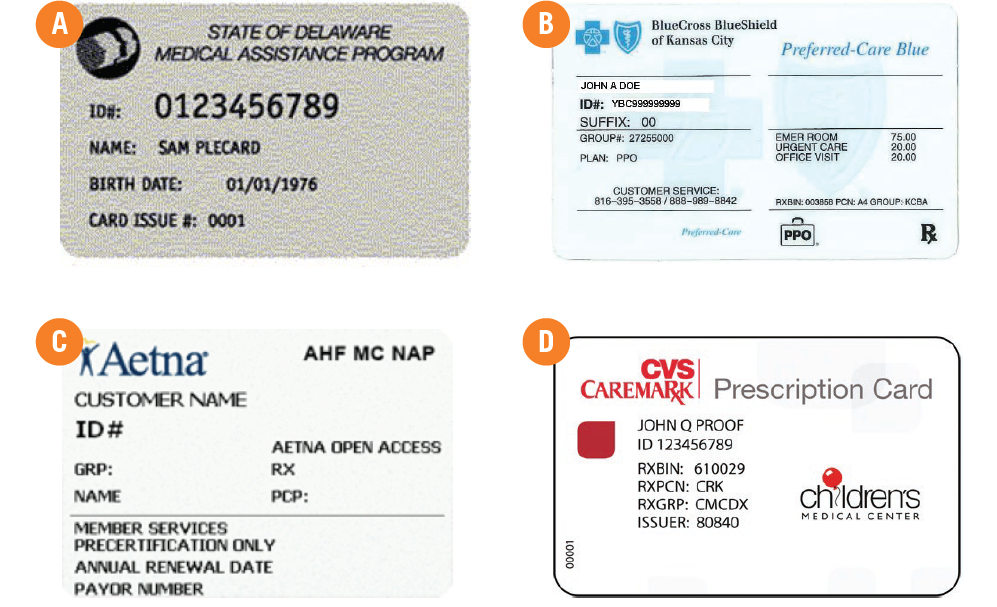 A
STATE OF DELAWARE
MEDICAL ASSISTANCE PROGRAM
ID#: 0123456789
NAME: SAM PLECARD
BIRTH DATE: 01/01/1976
CARD ISSUE #: 0001
B
BlueCross BlueShield
of Kansas City
Preferred-Care Blue
JOHN A DOE
ID#: YBC999999999
SUFFIX: 00
GROUP#: 27255000
PLAN: PPO
EMER ROOM 75.00
URGENT CARE 20.00
OFFICE VISIT 20.00
CUSTOMER SERVICE:
816-395-3558 / 888-989-8842
RXBIN: 003858 PCN: A4 GROUP: KCBA
Preferred-Care
PPO
Rx
C
Aetna
AHF MC NAP
CUSTOMER NAME
ID#
AETNA OPEN ACCESS
GRP: RX
NAME PCP:
MEMBER SERVICES
PRECERTIFICATION ONLY
ANNUAL RENEWAL DATE
PAYOR NUMBER
D
CVS
CAREMARK Prescription Card
JOHN Q PROOF
ID 123456789
RXBIN: 610029
RXPCN: CRK
RXGRP: CMCDX
ISSUER: 80840
children's
MEDICAL CENTER
00001